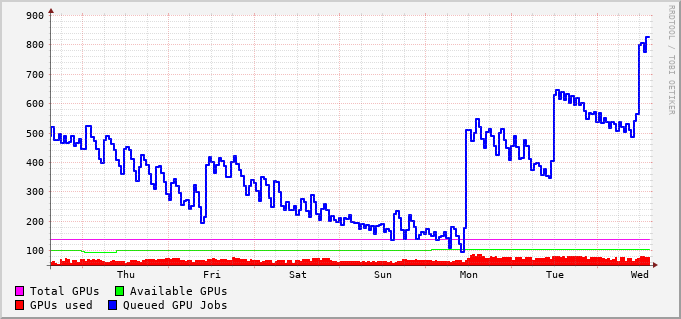 900
800
700
600
500
400
300
200
100
Thu Fri Sat Sun Mon Tue Wed
Total GPUs Available GPUs
GPUs used Queued GPU Jobs
RRDTOOL / TOBI OETIKER